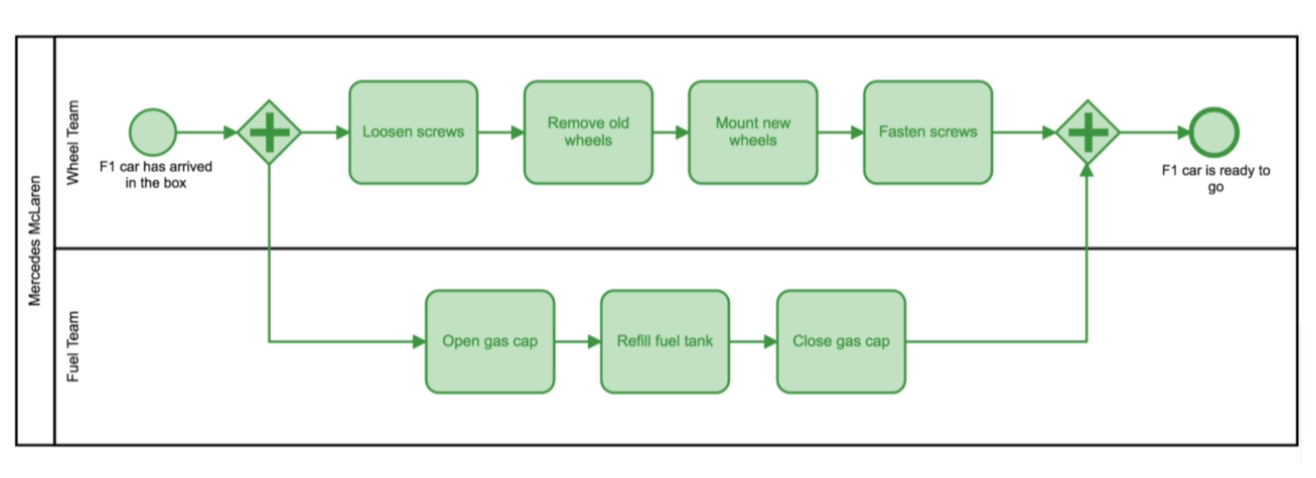 Mercedes McLaren
Wheel Team
F1 car has arrived
in the box
Loosen screws
Remove old
wheels
Mount new
wheels
Fasten screws
F1 car is ready to
go
Fuel Team
Open gas cap
Refill fuel tank
Close gas cap